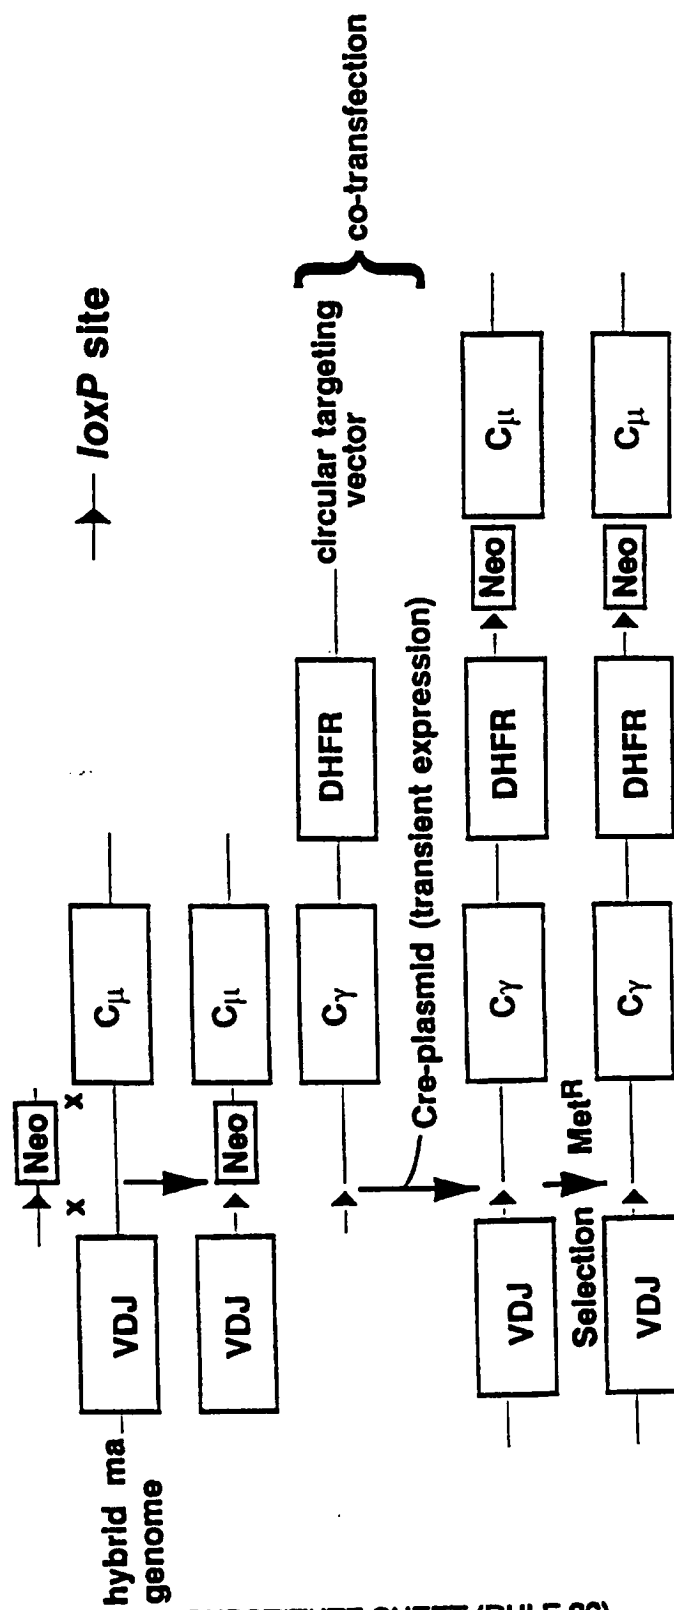 loxP site
Neo
x x
hybrid ma
genome
VDJ
Cμ
VDJ
Neo
Cμ
Cγ
DHFR
circular targeting
vector
co-transfection
Cre-plasmid (transient expression)
VDJ
Cγ
DHFR
Neo
Cμ
Selection MetR
VDJ
Cγ
DHFR
Neo
Cμ